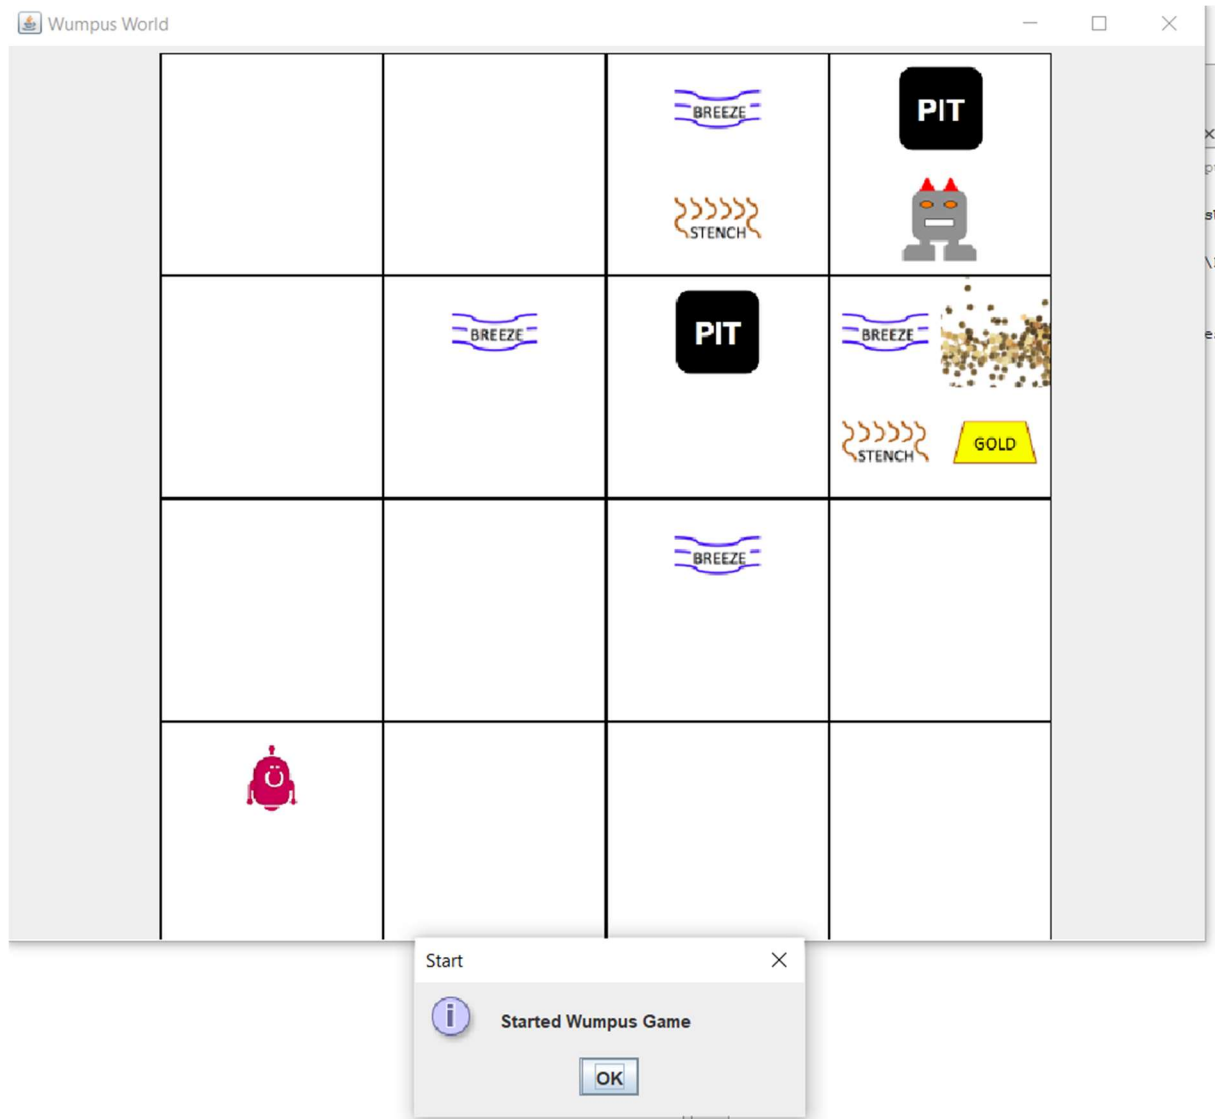 Wumpus World
BREEZE
PIT
STENCH
BREEZE
PIT
BREEZE
STENCH
GOLD
BREEZE
Start
i
Started Wumpus Game
OK